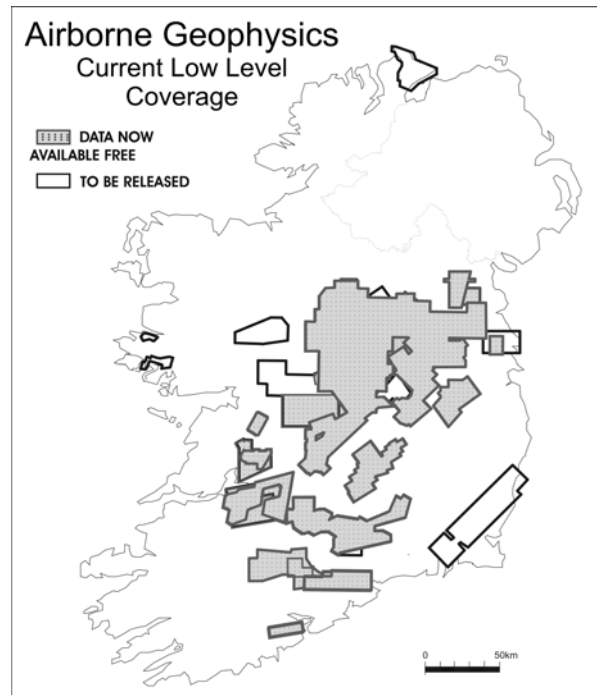 Airborne Geophysics
Current Low Level
Coverage
DATA NOW
AVAILABLE FREE
TO BE RELEASED
0 50km